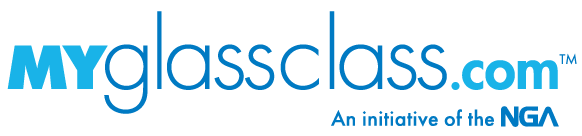 MYglassclass.com™
An initiative of the NGA